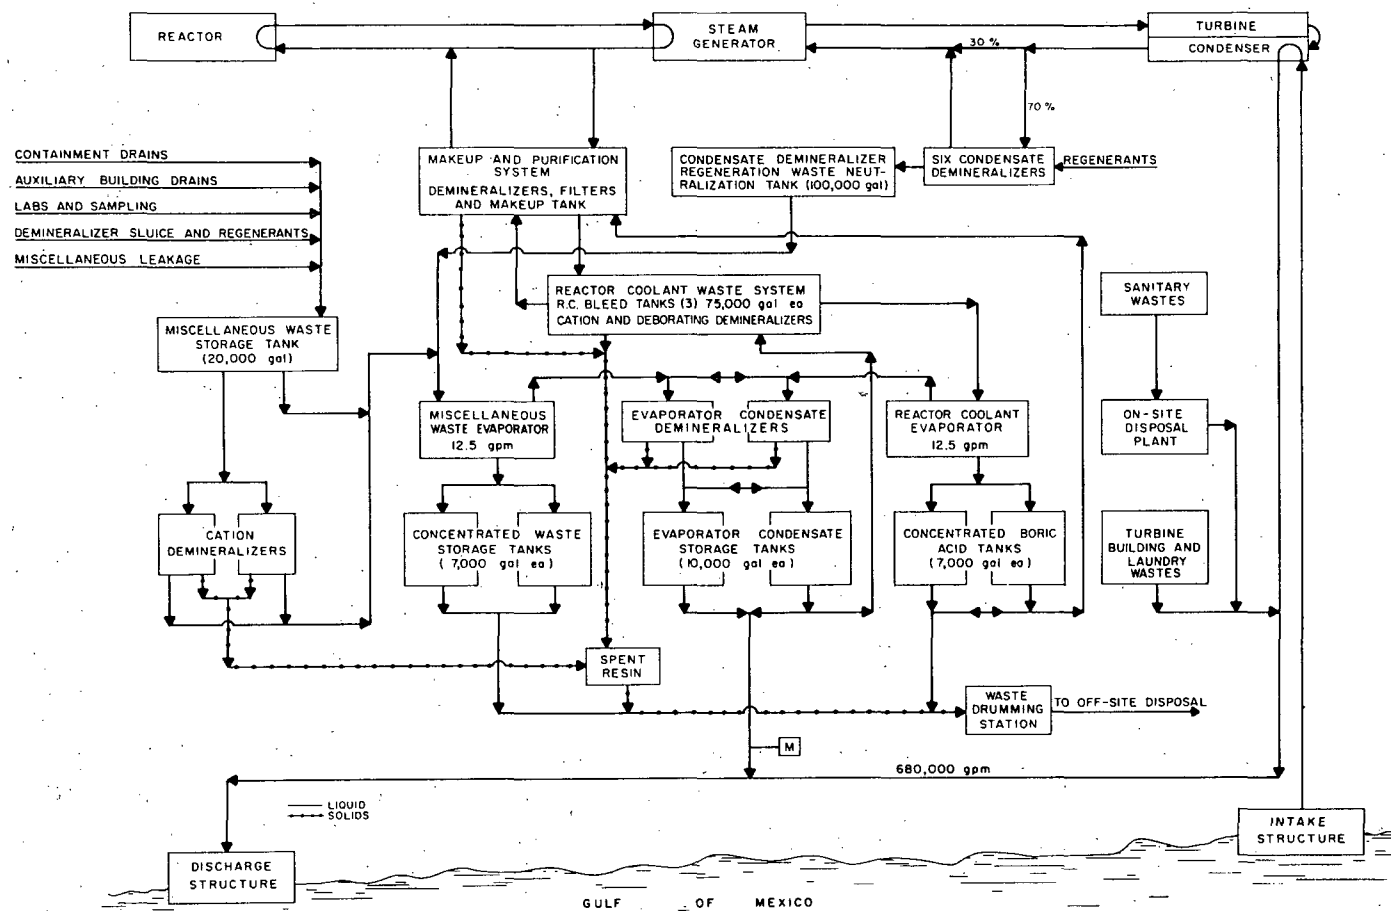 REACTOR
STEAM
GENERATOR
TURBINE
CONDENSER
30 %
70 %
CONTAINMENT DRAINS
AUXILIARY BUILDING DRAINS
LABS AND SAMPLING
DEMINERALIZER SLUICE AND REGENERANTS
MISCELLANEOUS LEAKAGE
MAKEUP AND PURIFICATION
SYSTEM
DEMINERALIZERS, FILTERS
AND MAKEUP TANK
CONDENSATE DEMINERALIZER
REGENERATION WASTE NEUT-
RALIZATION TANK (100,000 gal)
SIX CONDENSATE
DEMINERALIZERS
REGENERANTS
REACTOR COOLANT WASTE SYSTEM
R.C. BLEED TANKS (3) 75,000 gal ea
CATION AND DEBORATING DEMINERALIZERS
SANITARY
WASTES
MISCELLANEOUS WASTE
STORAGE TANK
(20,000 gal)
MISCELLANEOUS
WASTE EVAPORATOR
12.5 gpm
EVAPORATOR CONDENSATE
DEMINERALIZERS
REACTOR COOLANT
EVAPORATOR
12.5 gpm
ON-SITE
DISPOSAL
PLANT
CATION
DEMINERALIZERS
CONCENTRATED WASTE
STORAGE TANKS
(7,000 gal ea)
EVAPORATOR CONDENSATE
STORAGE TANKS
(10,000 gal ea)
CONCENTRATED BORIC
ACID TANKS
(7,000 gal ea)
TURBINE
BUILDING AND
LAUNDRY
WASTES
SPENT
RESIN
WASTE
DRUMMING
STATION
TO OFF-SITE DISPOSAL
M
680,000 gpm
LIQUID
SOLIDS
DISCHARGE
STRUCTURE
INTAKE
STRUCTURE
GULF OF MEXICO